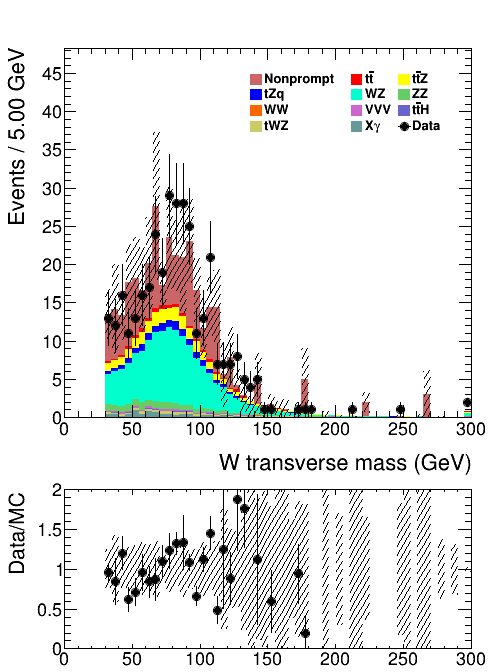 Events / 5.00 GeV
45
40
35
30
25
20
15
10
5
0
Nonprompt tt̄ tt̄Z
tZq WZ ZZ
WW VVV tt̄H
tWZ Xγ Data
0 50 100 150 200 250 300
W transverse mass (GeV)
Data/MC
2
1.5
1
0.5
0
0 50 100 150 200 250 300